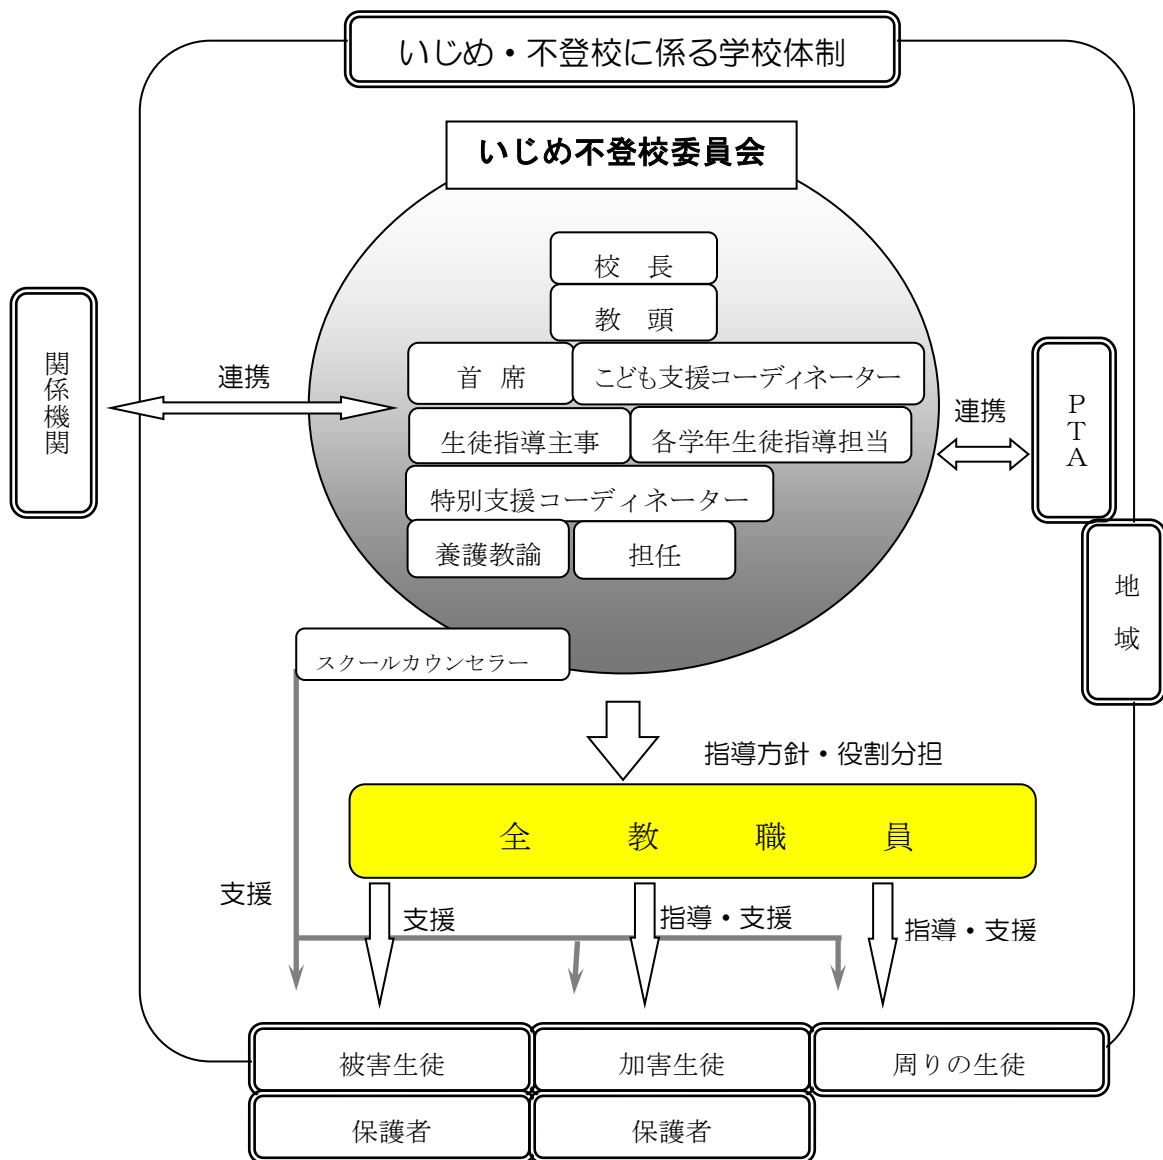 いじめ・不登校に係る学校体制
いじめ不登校委員会
校　長
教　頭
首　席
こども支援コーディネーター
生徒指導主事
各学年生徒指導担当
特別支援コーディネーター
養護教諭
担任
スクールカウンセラー
関係機関
連携
連携
ＰＴＡ
地　域
指導方針・役割分担
全　教　職　員
支援
支援
指導・支援
指導・支援
被害生徒
加害生徒
周りの生徒
保護者
保護者